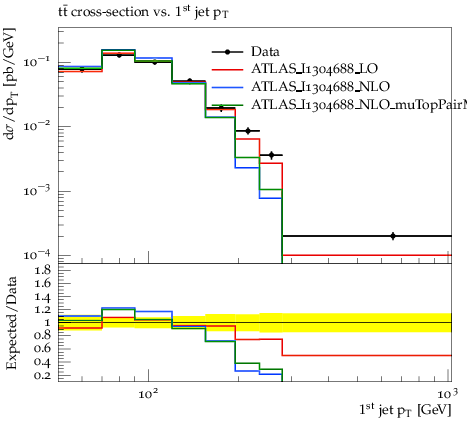 tt̄ cross-section vs. 1st jet pT
dσ/dpT [pb/GeV]
10⁻¹
10⁻²
10⁻³
10⁻⁴
Data
ATLAS_I1304688_LO
ATLAS_I1304688_NLO
ATLAS_I1304688_NLO_muTopPairM
Expected/Data
1.8
1.6
1.4
1.2
1
0.8
0.6
0.4
0.2
10²
10³
1st jet pT [GeV]